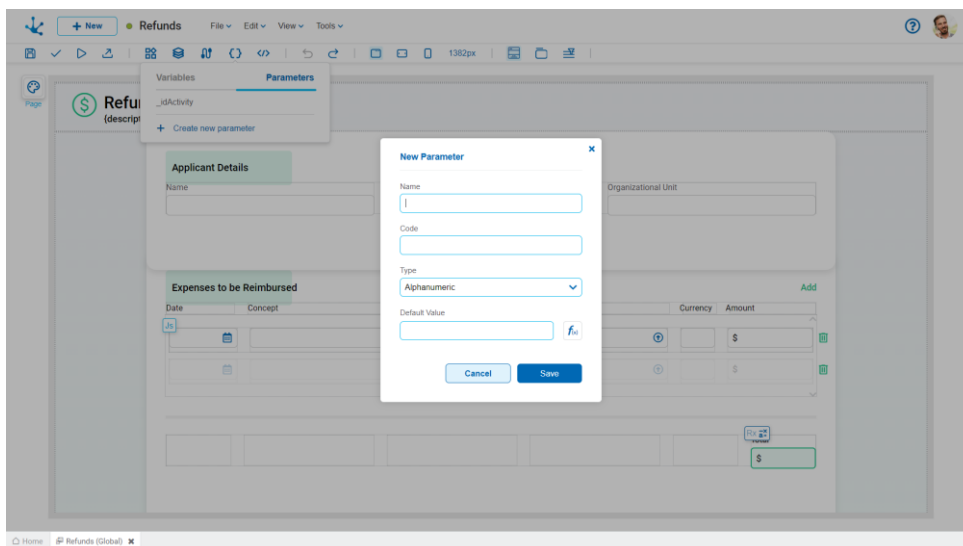 + New
Refunds
File
Edit
View
Tools
1382px
Variables
Parameters
_idActivity
+ Create new parameter
Page
$
Refu
{descript
Applicant Details
Name
Organizational Unit
New Parameter
Name
Code
Type
Alphanumeric
Default Value
f(x)
Cancel
Save
Expenses to be Reimbursed
Add
Date
Concept
Currency
Amount
Js
$
$
Rx
$
Home
Refunds (Global)